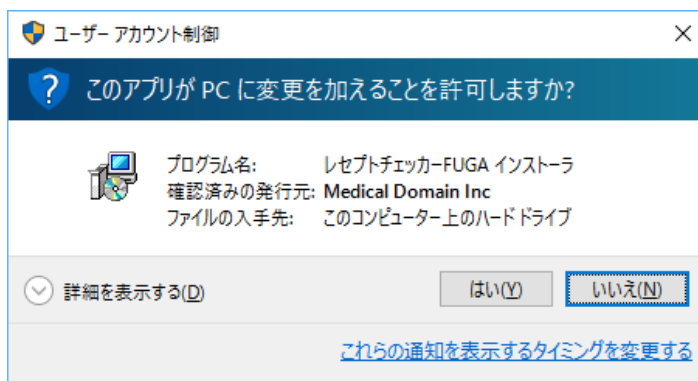 ユーザー アカウント制御
このアプリが PC に変更を加えることを許可しますか?
プログラム名: レセプトチェッカーFUGA インストーラ
確認済みの発行元: Medical Domain Inc
ファイルの入手先: このコンピューター上のハード ドライブ
詳細を表示する(D) はい(Y) いいえ(N)
これらの通知を表示するタイミングを変更する